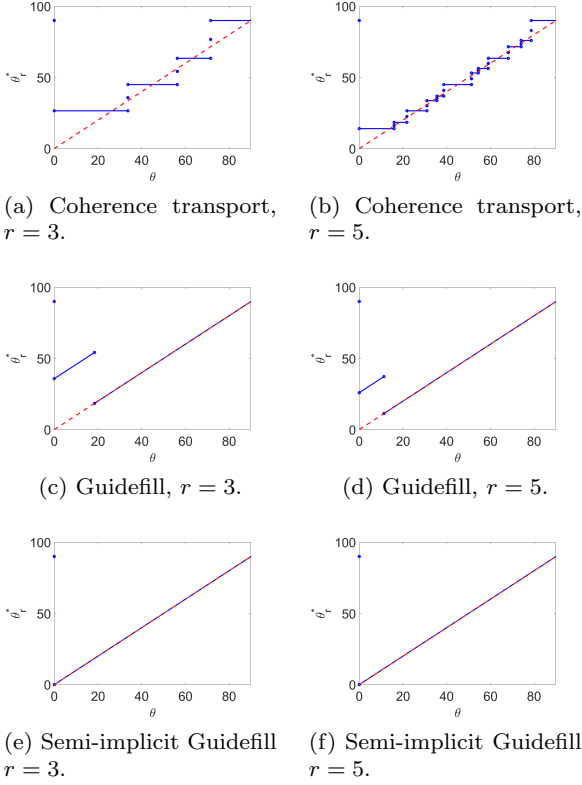 100
50
0
θ*r
0 20 40 60 80
θ
(a) Coherence transport,
r = 3.
100
50
0
θ*r
0 20 40 60 80
θ
(b) Coherence transport,
r = 5.
100
50
0
θ*r
0 20 40 60 80
θ
(c) Guidefill, r = 3.
100
50
0
θ*r
0 20 40 60 80
θ
(d) Guidefill, r = 5.
100
50
0
θ*r
0 20 40 60 80
θ
(e) Semi-implicit Guidefill
r = 3.
100
50
0
θ*r
0 20 40 60 80
θ
(f) Semi-implicit Guidefill
r = 5.